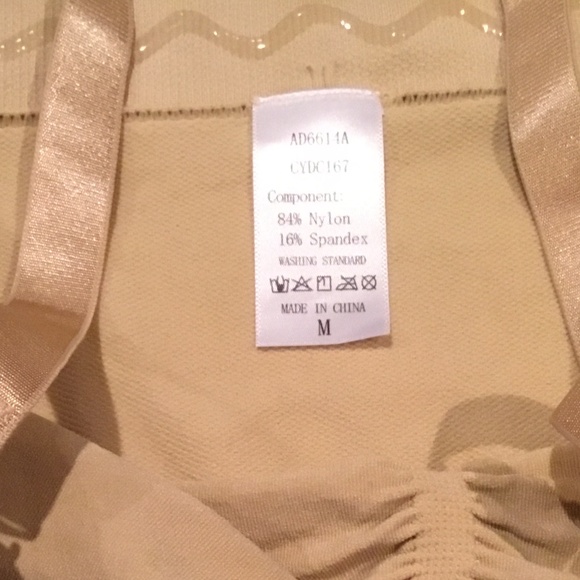 AD6614A
CYDC167
Component:
84% Nylon
16% Spandex
WASHING STANDARD
MADE IN CHINA
M